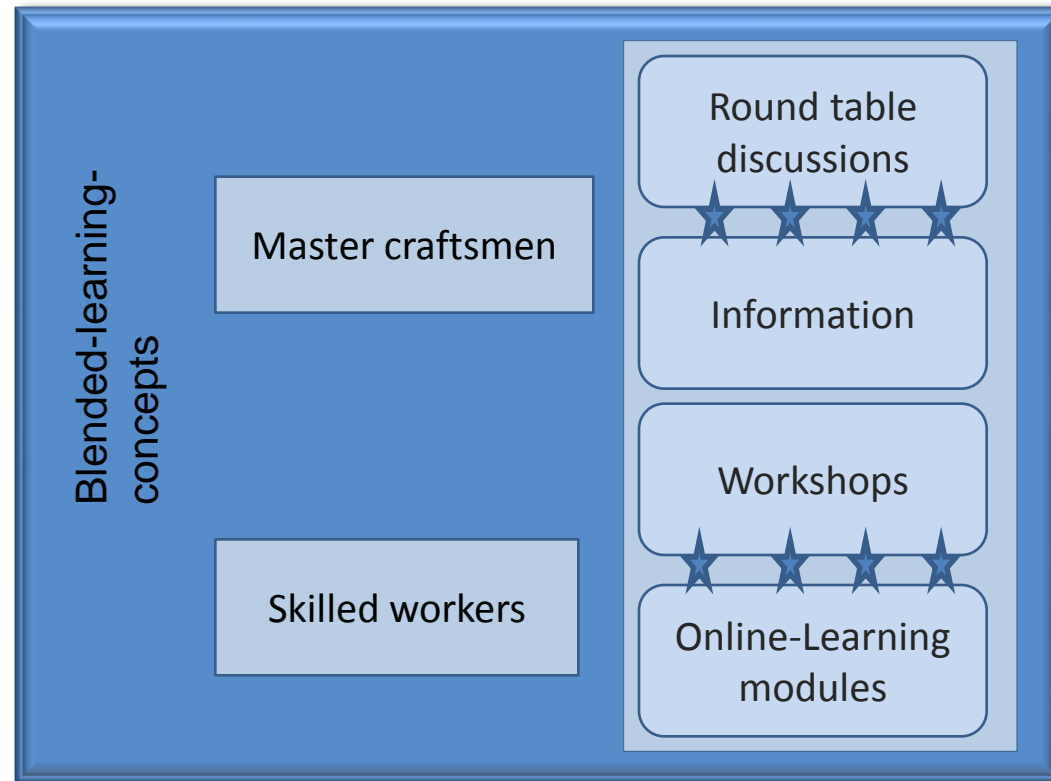 Blended-learning-
concepts
Master craftsmen
Skilled workers
Round table
discussions
Information
Workshops
Online-Learning
modules